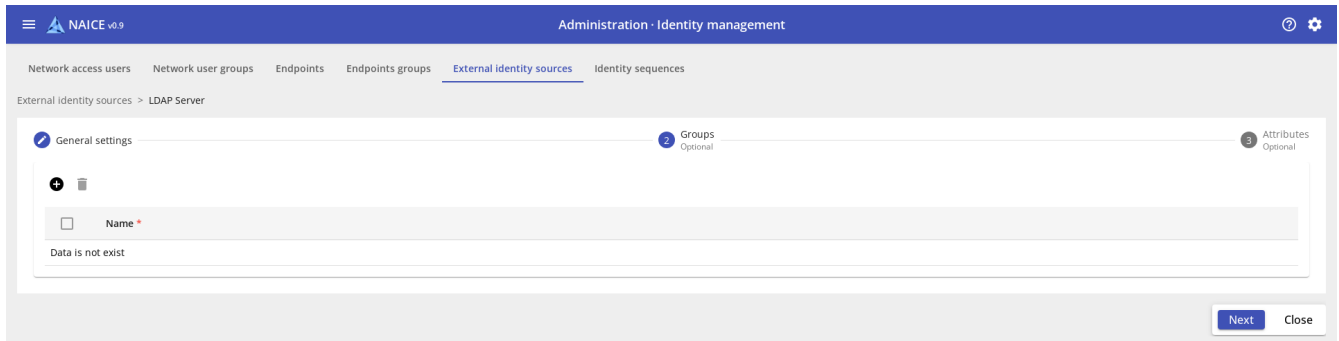 NAICE v0.9
Administration · Identity management
Network access users Network user groups Endpoints Endpoints groups External identity sources Identity sequences
External identity sources > LDAP Server
General settings
2 Groups
Optional
3 Attributes
Optional
Name *
Data is not exist
Next Close